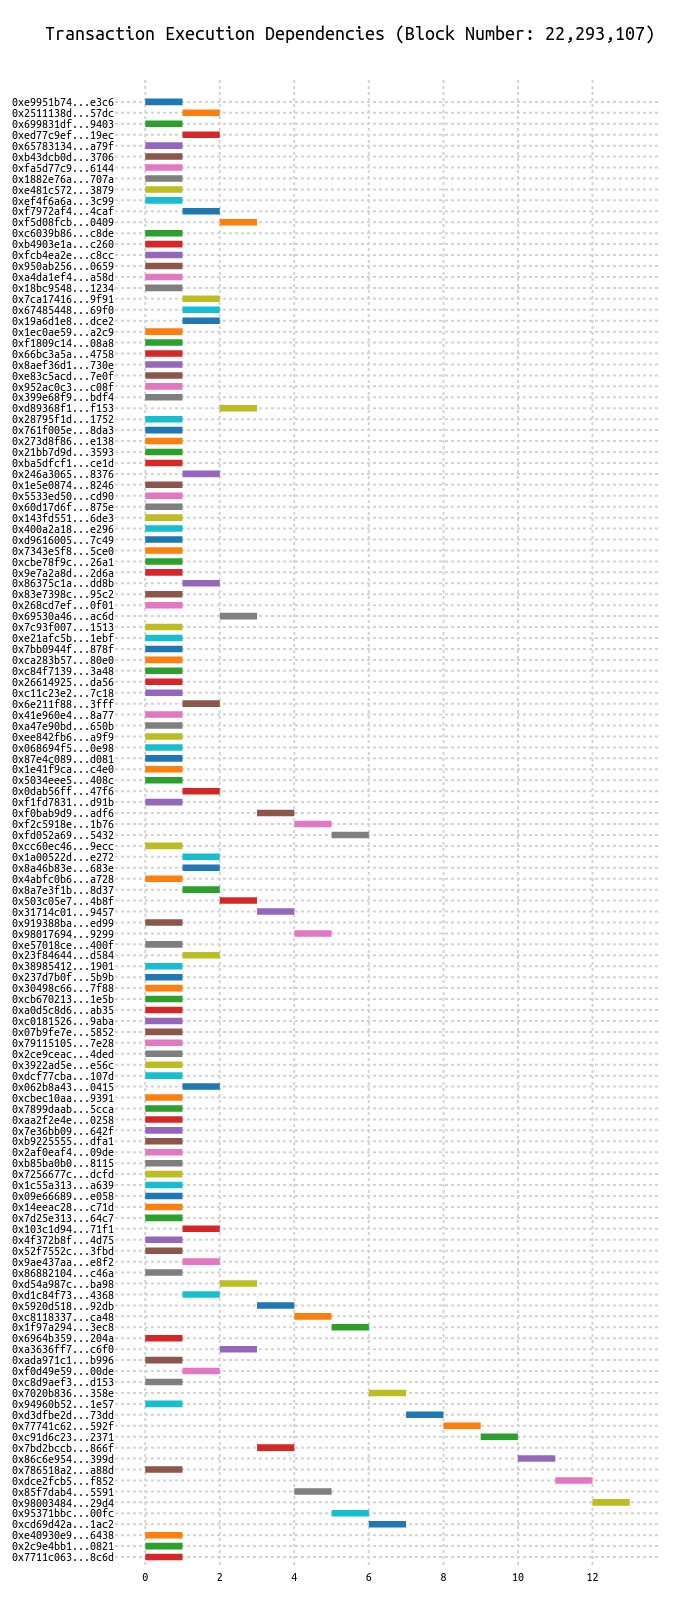 Transaction Execution Dependencies (Block Number: 22,293,107)
0xe9951b74...e3c6
0x2511138d...57dc
0x699831df...9403
0xed77c9ef...19ec
0x65783134...a79f
0xb43dcb0d...3706
0xfa5d77c9...6144
0x1882e76a...707a
0xe481c572...3879
0xef4f6a6a...3c99
0xf7972af4...4caf
0xf5d08fcb...0409
0xc6039b86...c8de
0xb4903e1a...c260
0xfcb4ea2e...c8cc
0x950ab256...0659
0xa4da1ef4...a58d
0x18bc9548...1234
0x7ca17416...9f91
0x67485448...69f0
0x19a6d1e8...dce2
0x1ec0ae59...a2c9
0xf1809c14...08a8
0x66bc3a5a...4758
0x8aef36d1...730e
0xe83c5acd...7e0f
0x952ac0c3...c08f
0x399e68f9...bdf4
0xd89368f1...f153
0x28795f1d...1752
0x761f005e...8da3
0x273d8f86...e138
0x21bb7d9d...3593
0xba5dfcf1...ce1d
0x246a3065...8376
0x1e5e0874...8246
0x5533ed50...cd90
0x60d17d6f...875e
0x143fd551...6de3
0x400a2a18...e296
0xd9616005...7c49
0x7343e5f8...5ce0
0xcbe78f9c...26a1
0x9e7a2a8d...2d6a
0x86375c1a...dd8b
0x83e7398c...95c2
0x268cd7ef...0f01
0x69530a46...ac6d
0x7c93f007...1513
0xe21afc5b...1ebf
0x7bb0944f...878f
0xca283b57...80e0
0xc84f7139...3a48
0x26614925...da56
0xc11c23e2...7c18
0x6e211f88...3fff
0x41e960e4...8a77
0xa47e90bd...650b
0xee842fb6...a9f9
0x068694f5...0e98
0x87e4c089...d081
0x1e41f9ca...c4e0
0x5034eee5...408c
0x0dab56ff...47f6
0xf1fd7831...d91b
0xf0bab9d9...adf6
0xf2c5918e...1b76
0xfd052a69...5432
0xcc60ec46...9ecc
0x1a00522d...e272
0x8a46b83e...683e
0x4abfc0b6...a728
0x8a7e3f1b...8d37
0x503c05e7...4b8f
0x31714c01...9457
0x919388ba...ed99
0x98017694...9299
0xe57018ce...400f
0x23f84644...d584
0x38985412...1901
0x237d7b0f...5b9b
0x30498c66...7f88
0xcb670213...1e5b
0xa0d5c8d6...ab35
0xc0181526...9aba
0x07b9fe7e...5852
0x79115105...7e28
0x2ce9ceac...4ded
0x3922ad5e...e56c
0xdcf77cba...107d
0x062b8a43...0415
0xcbec10aa...9391
0x7899daab...5cca
0xaa2f2e4e...0258
0x7e36bb09...642f
0xb9225555...dfa1
0x2af0eaf4...09de
0xb85ba0b0...8115
0x7256677c...dcfd
0x1c55a313...a639
0x09e66689...e058
0x14eeac28...c71d
0x7d25e313...64c7
0x103c1d94...71f1
0x4f372b8f...4d75
0x52f7552c...3fbd
0x9ae437aa...e8f2
0x86882104...c46a
0xd54a987c...ba98
0xd1c84f73...4368
0x5920d518...92db
0xc8118337...ca48
0x1f97a294...3ec8
0x6964b359...204a
0xa3636ff7...c6f0
0xada971c1...b996
0xf0d49e59...00de
0xc8d9aef3...d153
0x7020b836...358e
0x94960b52...1e57
0xd3dfbe2d...73dd
0x77741c62...592f
0xc91d6c23...2371
0x7bd2bccb...866f
0x86c6e954...399d
0x786518a2...a88d
0xdce2fcb5...f852
0x85f7dab4...5591
0x98003484...29d4
0x95371bbc...00fc
0xcd69d42a...1ac2
0xe40930e9...6438
0x2c9e4bb1...0821
0x7711c063...8c6d
0 2 4 6 8 10 12